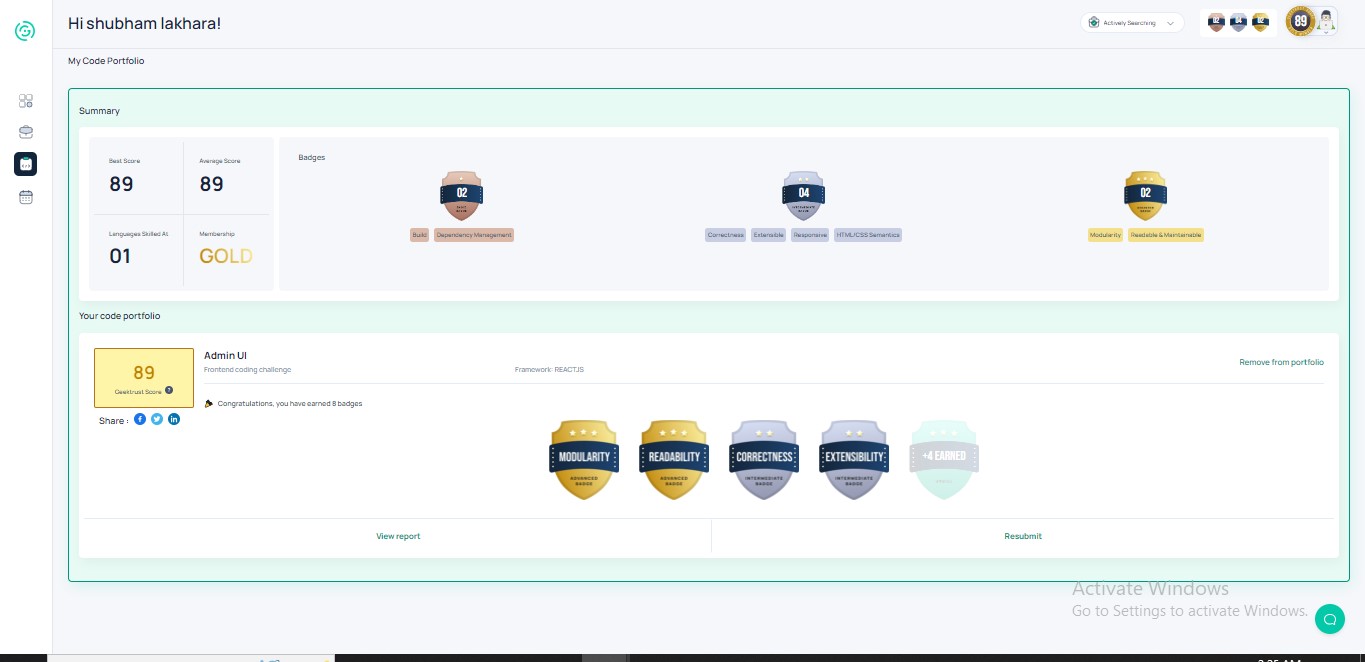 Hi shubham lakhara!
Actively Searching
02 04 02
89
My Code Portfolio
Summary
Best Score
89
Average Score
89
Languages Skilled At
01
Membership
GOLD
Badges
02
Build Dependency Management
04
Correctness Extensible Responsive HTML/CSS Semantics
02
Modularity Readable & Maintainable
Your code portfolio
89
Geektrust Score ?
Share :
Admin UI
Frontend coding challenge
Framework: REACTJS
Remove from portfolio
Congratulations, you have earned 8 badges
MODULARITY
ADVANCED
BADGE
READABILITY
ADVANCED
BADGE
CORRECTNESS
INTERMEDIATE
BADGE
EXTENSIBILITY
INTERMEDIATE
BADGE
+4 EARNED
View report
Resubmit
Activate Windows
Go to Settings to activate Windows.